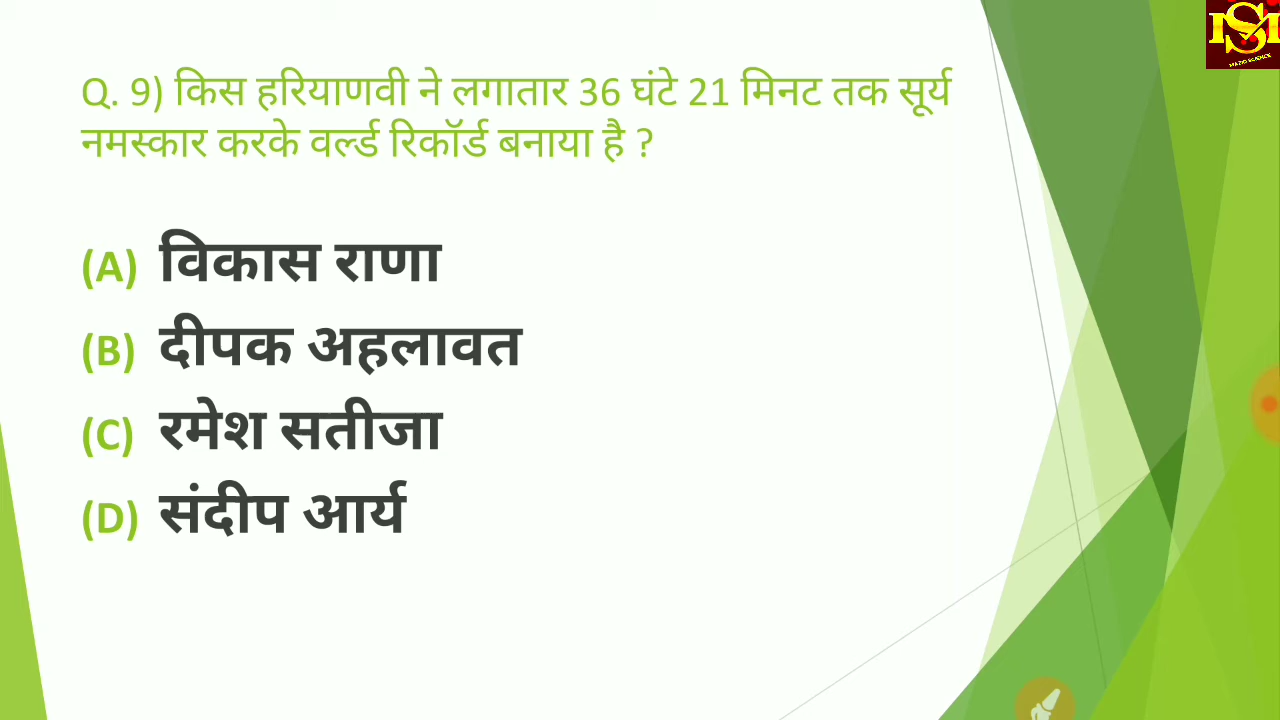 Q. 9) किस हरियाणवी ने लगातार 36 घंटे 21 मिनट तक सूर्य
नमस्कार करके वर्ल्ड रिकॉर्ड बनाया है ?
(A) विकास राणा
(B) दीपक अहलावत
(C) रमेश सतीजा
(D) संदीप आर्य